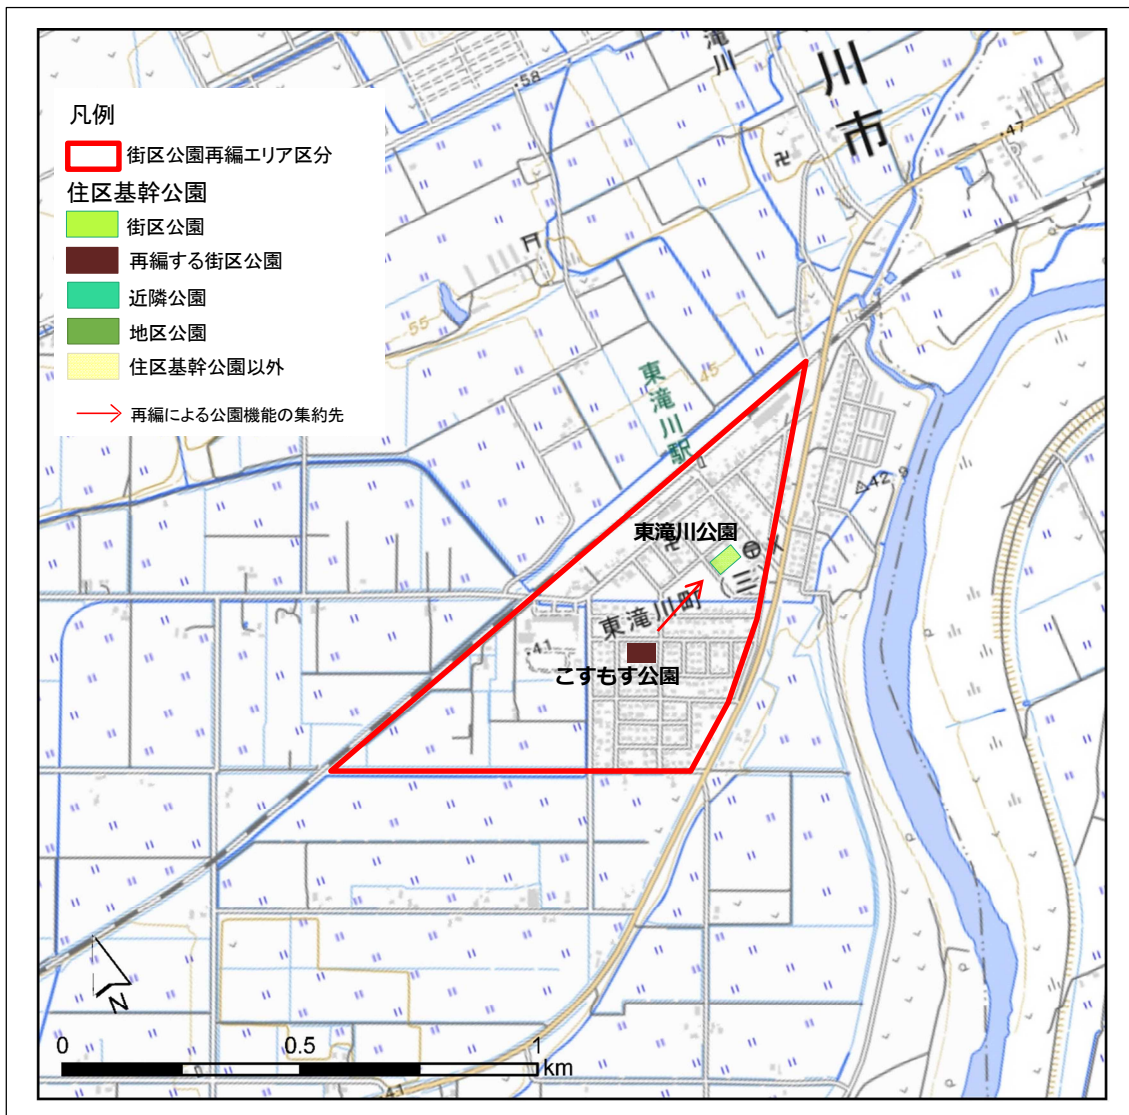 凡例
街区公園再編エリア区分
住区基幹公園
街区公園
再編する街区公園
近隣公園
地区公園
住区基幹公園以外
再編による公園機能の集約先
滝川
川市
58
47
55
45
東滝川駅
42.9
東滝川公園
東滝川町
(三)
41
こすもす公園
N
0
0.5
1
km
41